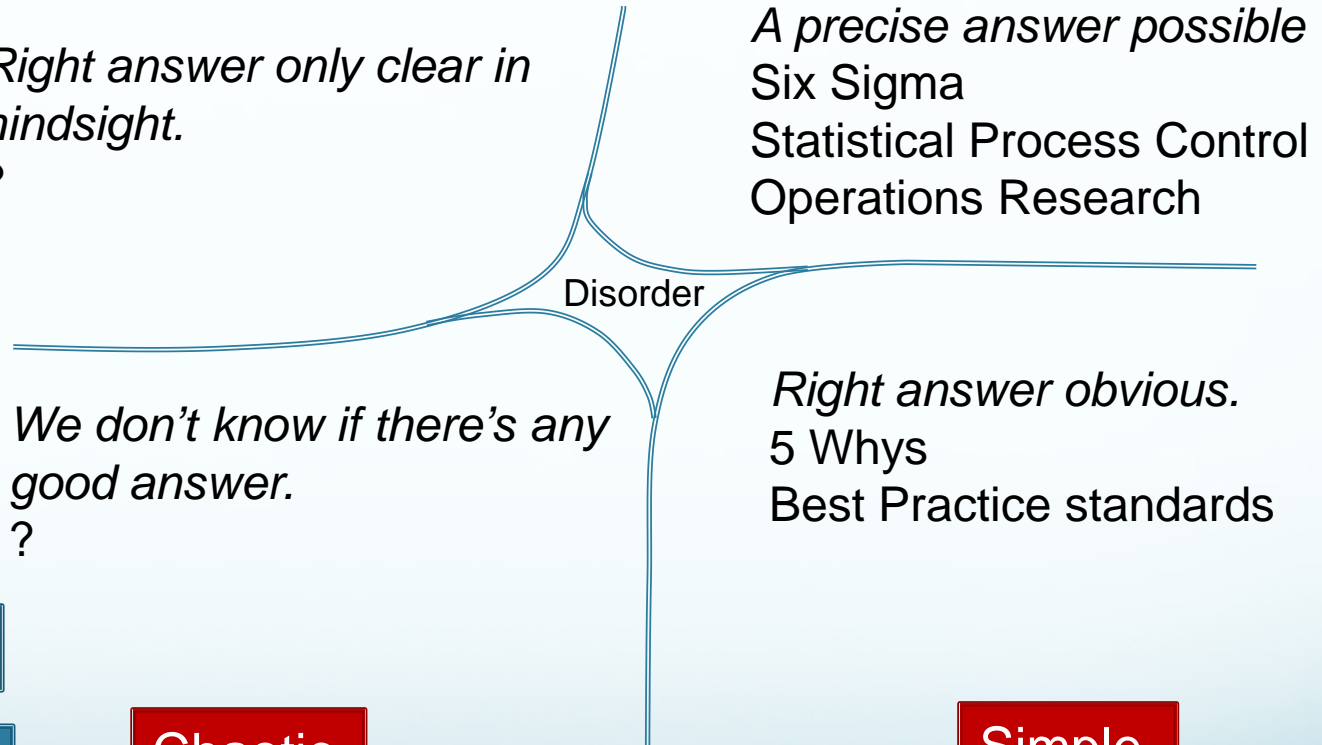 Right answer only clear in
hindsight.
?
A precise answer possible
Six Sigma
Statistical Process Control
Operations Research
Disorder
We don't know if there's any
good answer.
?
Right answer obvious.
5 Whys
Best Practice standards
Chaotic
Simple